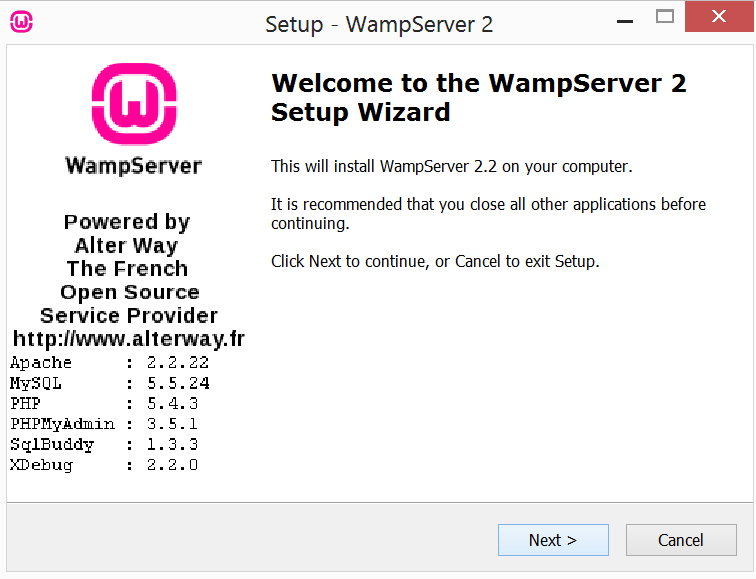 Setup - WampServer 2
WampServer
Powered by
Alter Way
The French
Open Source
Service Provider
http://www.alterway.fr
Apache : 2.2.22
MySQL : 5.5.24
PHP : 5.4.3
PHPMyAdmin : 3.5.1
SqlBuddy : 1.3.3
XDebug : 2.2.0
Welcome to the WampServer 2
Setup Wizard
This will install WampServer 2.2 on your computer.
It is recommended that you close all other applications before
continuing.
Click Next to continue, or Cancel to exit Setup.
Next >
Cancel